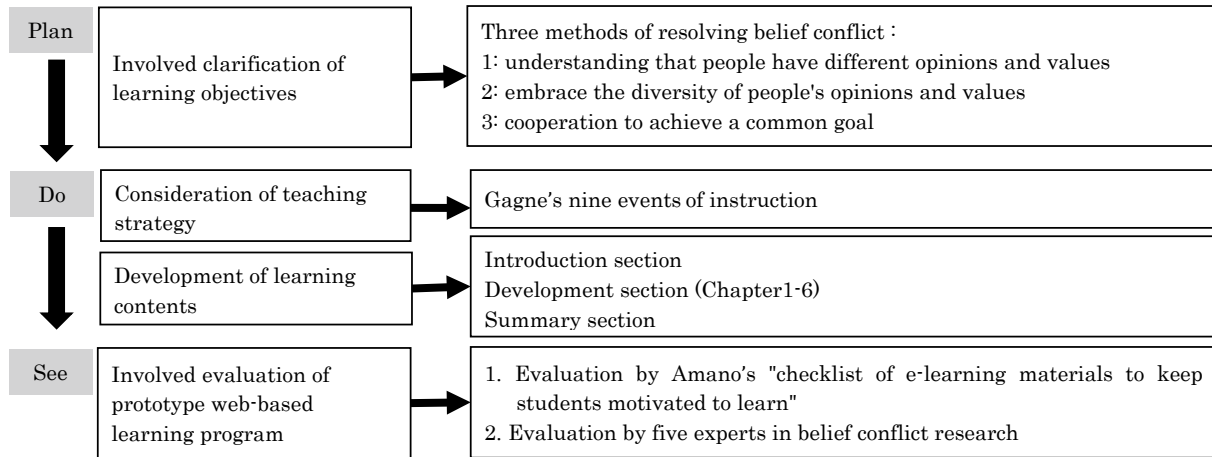 Plan
Involved clarification of
learning objectives
Three methods of resolving belief conflict :
1: understanding that people have different opinions and values
2: embrace the diversity of people's opinions and values
3: cooperation to achieve a common goal
Do
Consideration of teaching
strategy
Gagne's nine events of instruction
Development of learning
contents
Introduction section
Development section (Chapter1-6)
Summary section
See
Involved evaluation of
prototype web-based
learning program
1. Evaluation by Amano's "checklist of e-learning materials to keep
students motivated to learn"
2. Evaluation by five experts in belief conflict research